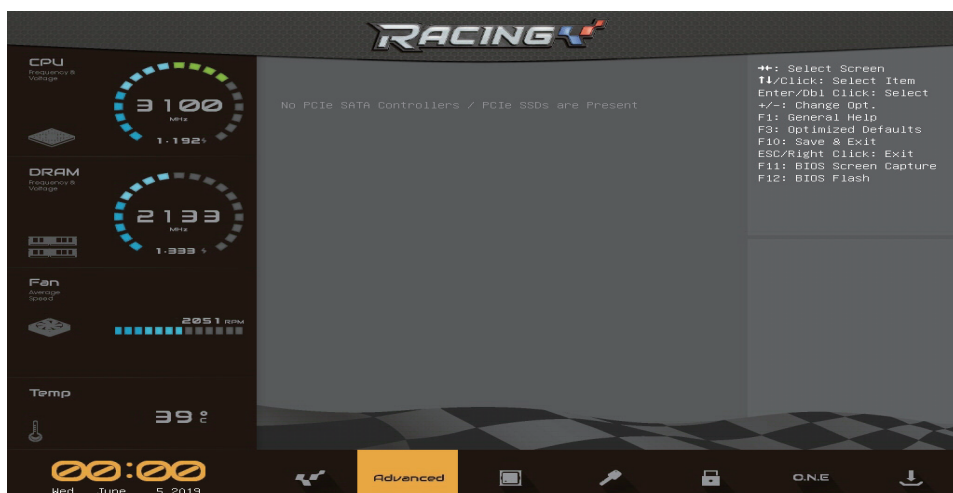 RACING
CPU
Frequency &
Voltage
3100
MHz
1.192
DRAM
Frequency &
Voltage
2133
MHz
1.333
Fan
Average
Speed
2051 RPM
Temp
39 °C
00:00
Wed June 5 2019
No PCIe SATA Controllers / PCIe SSDs are Present
→←: Select Screen
↑↓/Click: Select Item
Enter/Dbl Click: Select
+/-: Change Opt.
F1: General Help
F3: Optimized Defaults
F10: Save & Exit
ESC/Right Click: Exit
F11: BIOS Screen Capture
F12: BIOS Flash
Advanced
O.N.E